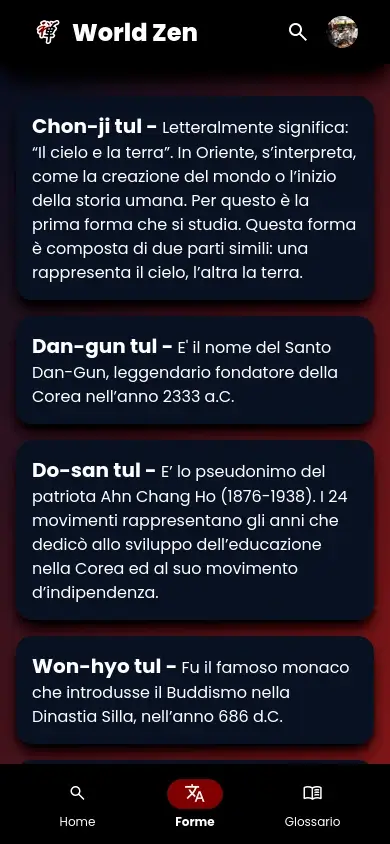 World Zen
Chon-ji tul - Letteralmente significa:
“Il cielo e la terra”. In Oriente, s’interpreta,
come la creazione del mondo o l’inizio
della storia umana. Per questo è la
prima forma che si studia. Questa forma
è composta di due parti simili: una
rappresenta il cielo, l’altra la terra.
Dan-gun tul - E' il nome del Santo
Dan-Gun, leggendario fondatore della
Corea nell’anno 2333 a.C.
Do-san tul - E’ lo pseudonimo del
patriota Ahn Chang Ho (1876-1938). I 24
movimenti rappresentano gli anni che
dedicò allo sviluppo dell’educazione
nella Corea ed al suo movimento
d’indipendenza.
Won-hyo tul - Fu il famoso monaco
che introdusse il Buddismo nella
Dinastia Silla, nell’anno 686 d.C.
Home
Forme
Glossario